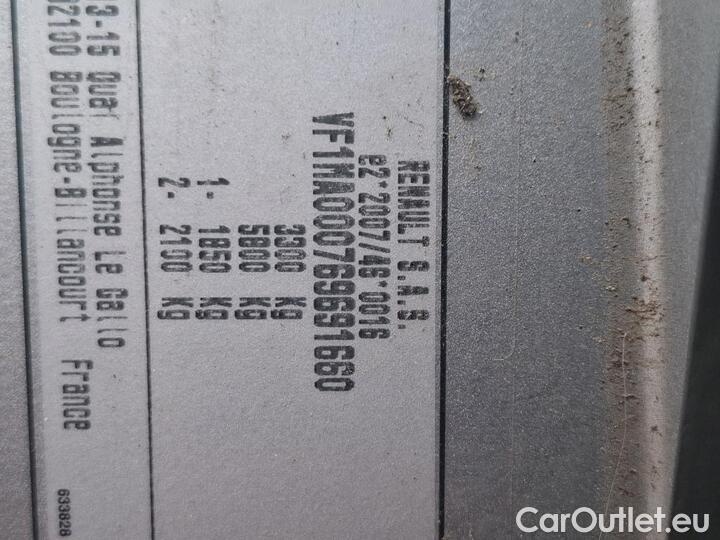 RENAULT S.A.S.
e2*2007/46*0016
VF1MA000769691660
3300 Kg
5800 Kg
1- 1850 Kg
2- 2100 Kg
3-15 Quai Alphonse Le Gallo
92100 Boulogne-Billancourt France
633828
CarOutlet.eu